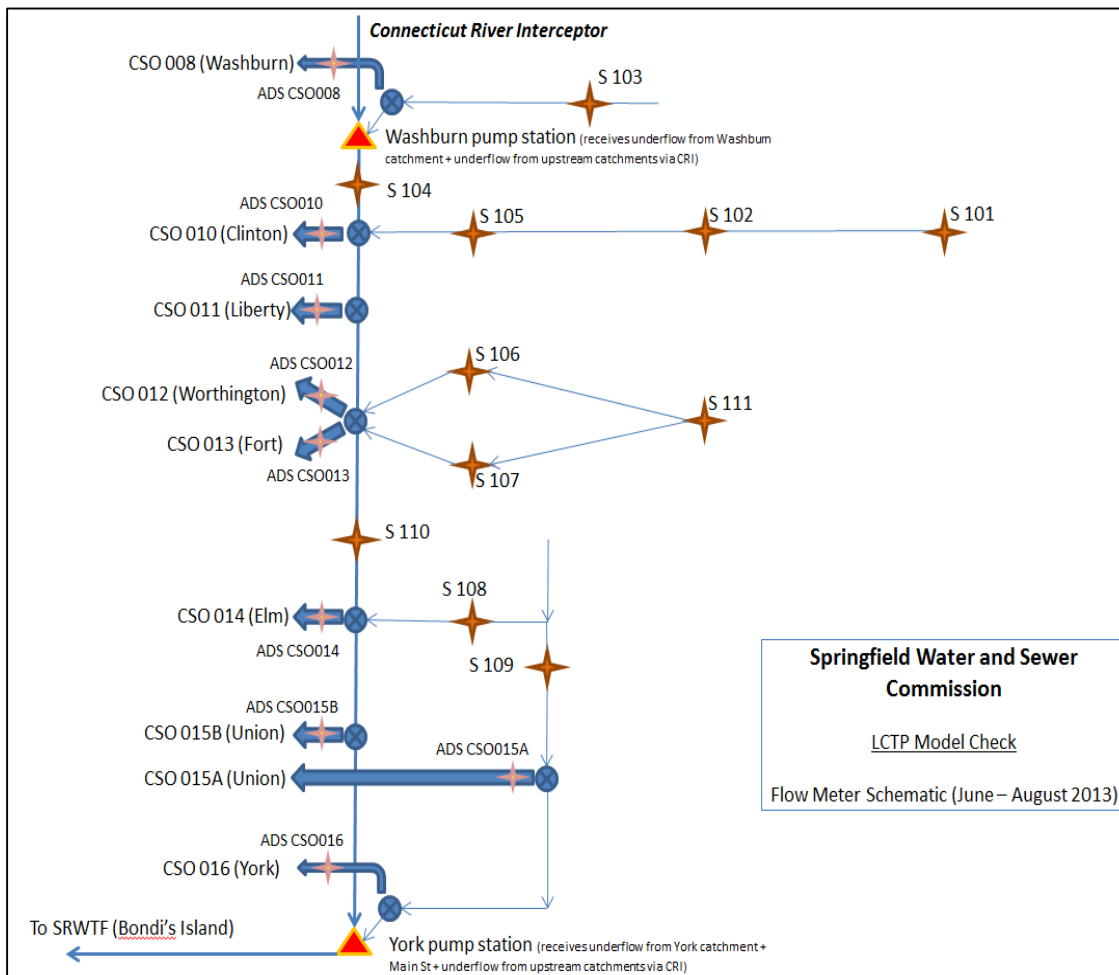 Connecticut River Interceptor
CSO 008 (Washburn)
ADS CSO008
S 103
Washburn pump station (receives underflow from Washburn
catchment + underflow from upstream catchments via CRI)
S 104
ADS CSO010
CSO 010 (Clinton)
S 105
S 102
S 101
ADS CSO011
CSO 011 (Liberty)
ADS CSO012
CSO 012 (Worthington)
S 106
S 111
CSO 013 (Fort)
ADS CSO013
S 107
S 110
S 108
CSO 014 (Elm)
ADS CSO014
S 109
ADS CSO015B
CSO 015B (Union)
ADS CSO015A
CSO 015A (Union)
ADS CSO016
CSO 016 (York)
To SRWTF (Bondi's Island)
York pump station (receives underflow from York catchment +
Main St + underflow from upstream catchments via CRI)
Springfield Water and Sewer
Commission
LCTP Model Check
Flow Meter Schematic (June – August 2013)